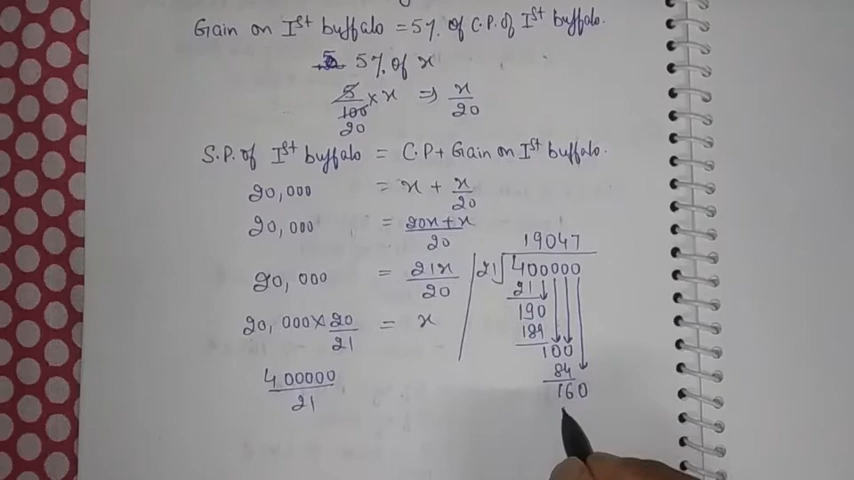 Gain on Ist buffalo = 5% of C.P. of Ist buffalo.
5% of x
5/100 × x ⇒ x/20
20
S.P. of Ist buffalo = C.P + Gain on Ist buffalo.
20,000 = x + x/20
20,000 = 20x + x/20
20,000 = 21x/20
20,000 × 20/21 = x
400000/21
19047
21 400000
21
190
189
100
84
160